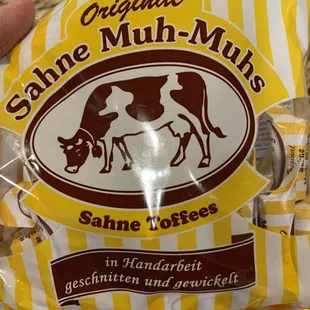 Original
Sahne Muh-Muhs
Sahne Toffees
in Handarbeit
geschnitten und gewickelt